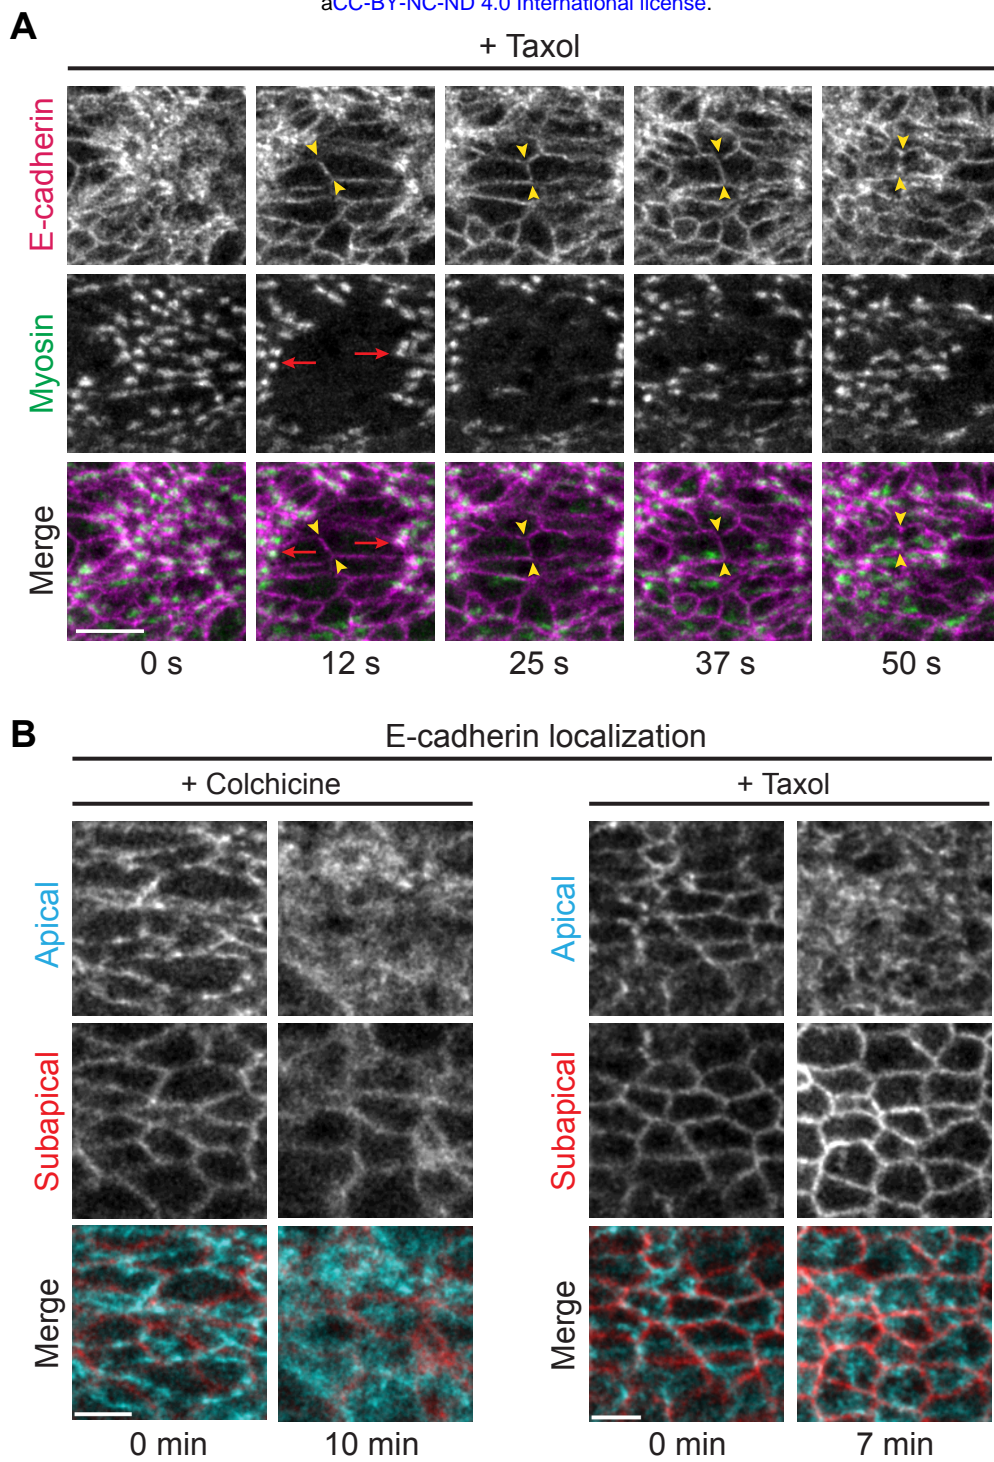 aCC-BY-NC-ND 4.0 International license.
A
+ Taxol
E-cadherin
Myosin
Merge
0 s
12 s
25 s
37 s
50 s
B
E-cadherin localization
+ Colchicine
+ Taxol
Apical
Apical
Subapical
Subapical
Merge
Merge
0 min
10 min
0 min
7 min